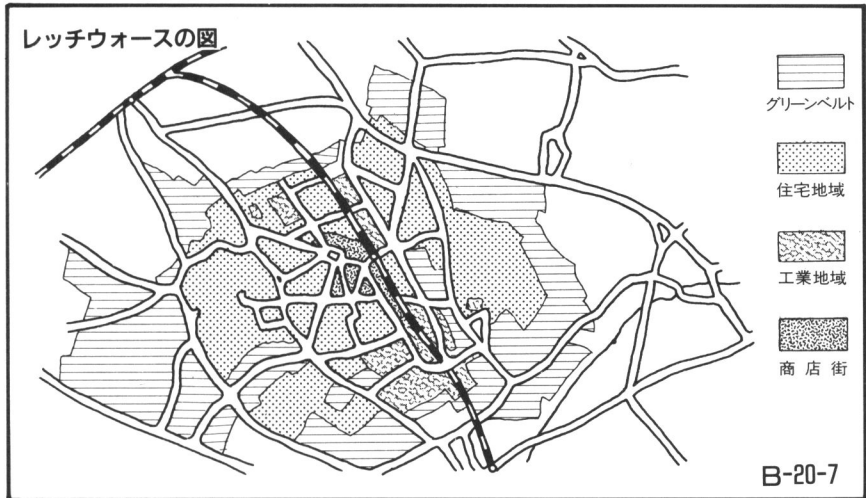 レッチウォースの図
グリーンベルト
住宅地域
工業地域
商店街
B-20-7